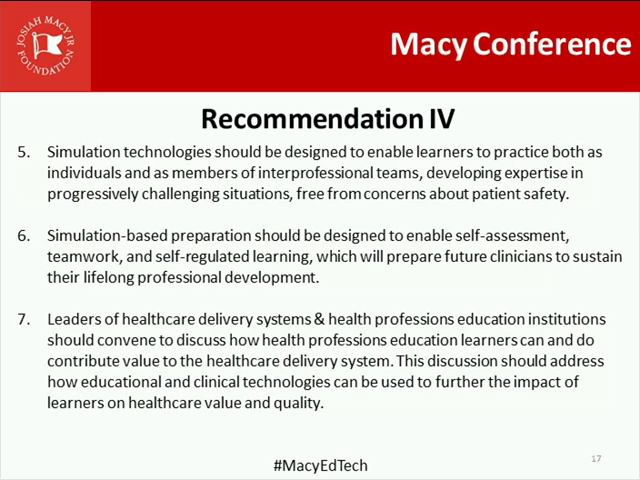 JOSIAH MACY JR
FOUNDATION
Macy Conference
Recommendation IV
5. Simulation technologies should be designed to enable learners to practice both as
individuals and as members of interprofessional teams, developing expertise in
progressively challenging situations, free from concerns about patient safety.
6. Simulation-based preparation should be designed to enable self-assessment,
teamwork, and self-regulated learning, which will prepare future clinicians to sustain
their lifelong professional development.
7. Leaders of healthcare delivery systems & health professions education institutions
should convene to discuss how health professions education learners can and do
contribute value to the healthcare delivery system. This discussion should address
how educational and clinical technologies can be used to further the impact of
learners on healthcare value and quality.
17
#MacyEdTech